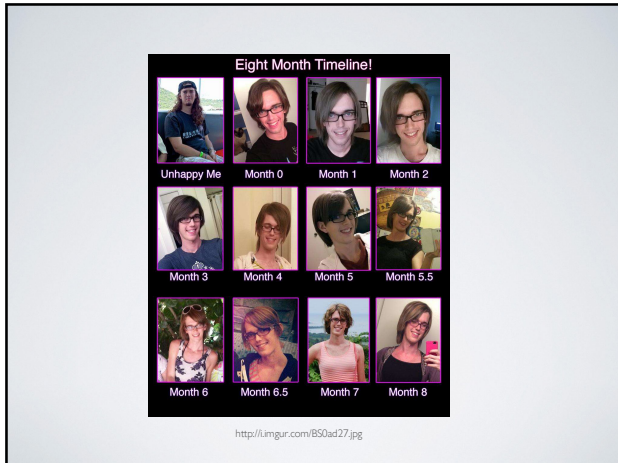 Eight Month Timeline!
Unhappy Me Month 0 Month 1 Month 2
Month 3 Month 4 Month 5 Month 5.5
Month 6 Month 6.5 Month 7 Month 8
http://i.imgur.com/BS0ad27.jpg